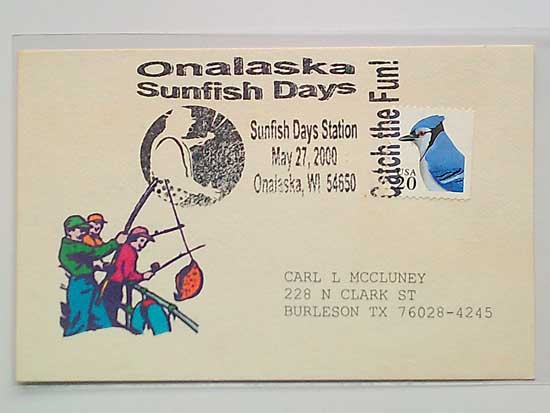 Onalaska
Sunfish Days
Sunfish Days Station
May 27, 2000
Onalaska, WI 54650
Catch the Fun!
USA
20
CARL L MCCLUNEY
228 N CLARK ST
BURLESON TX 76028-4245